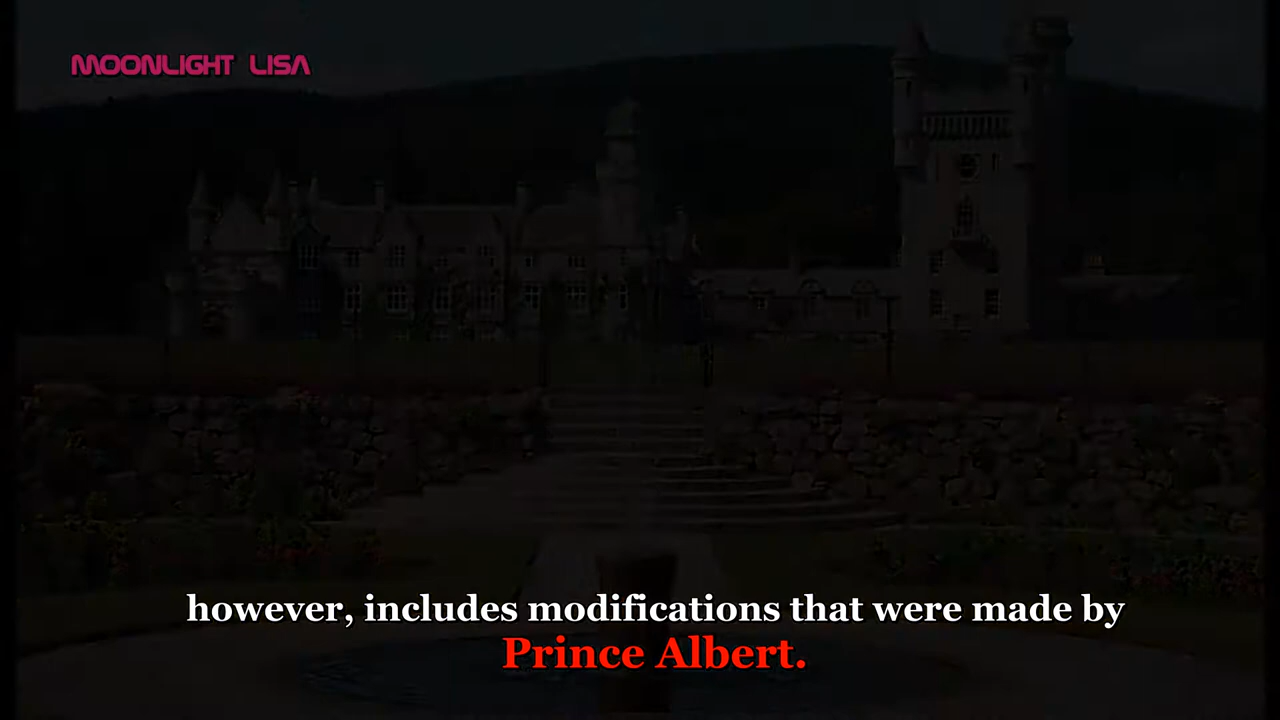 MOONLIGHT LISA
however, includes modifications that were made by
Prince Albert.